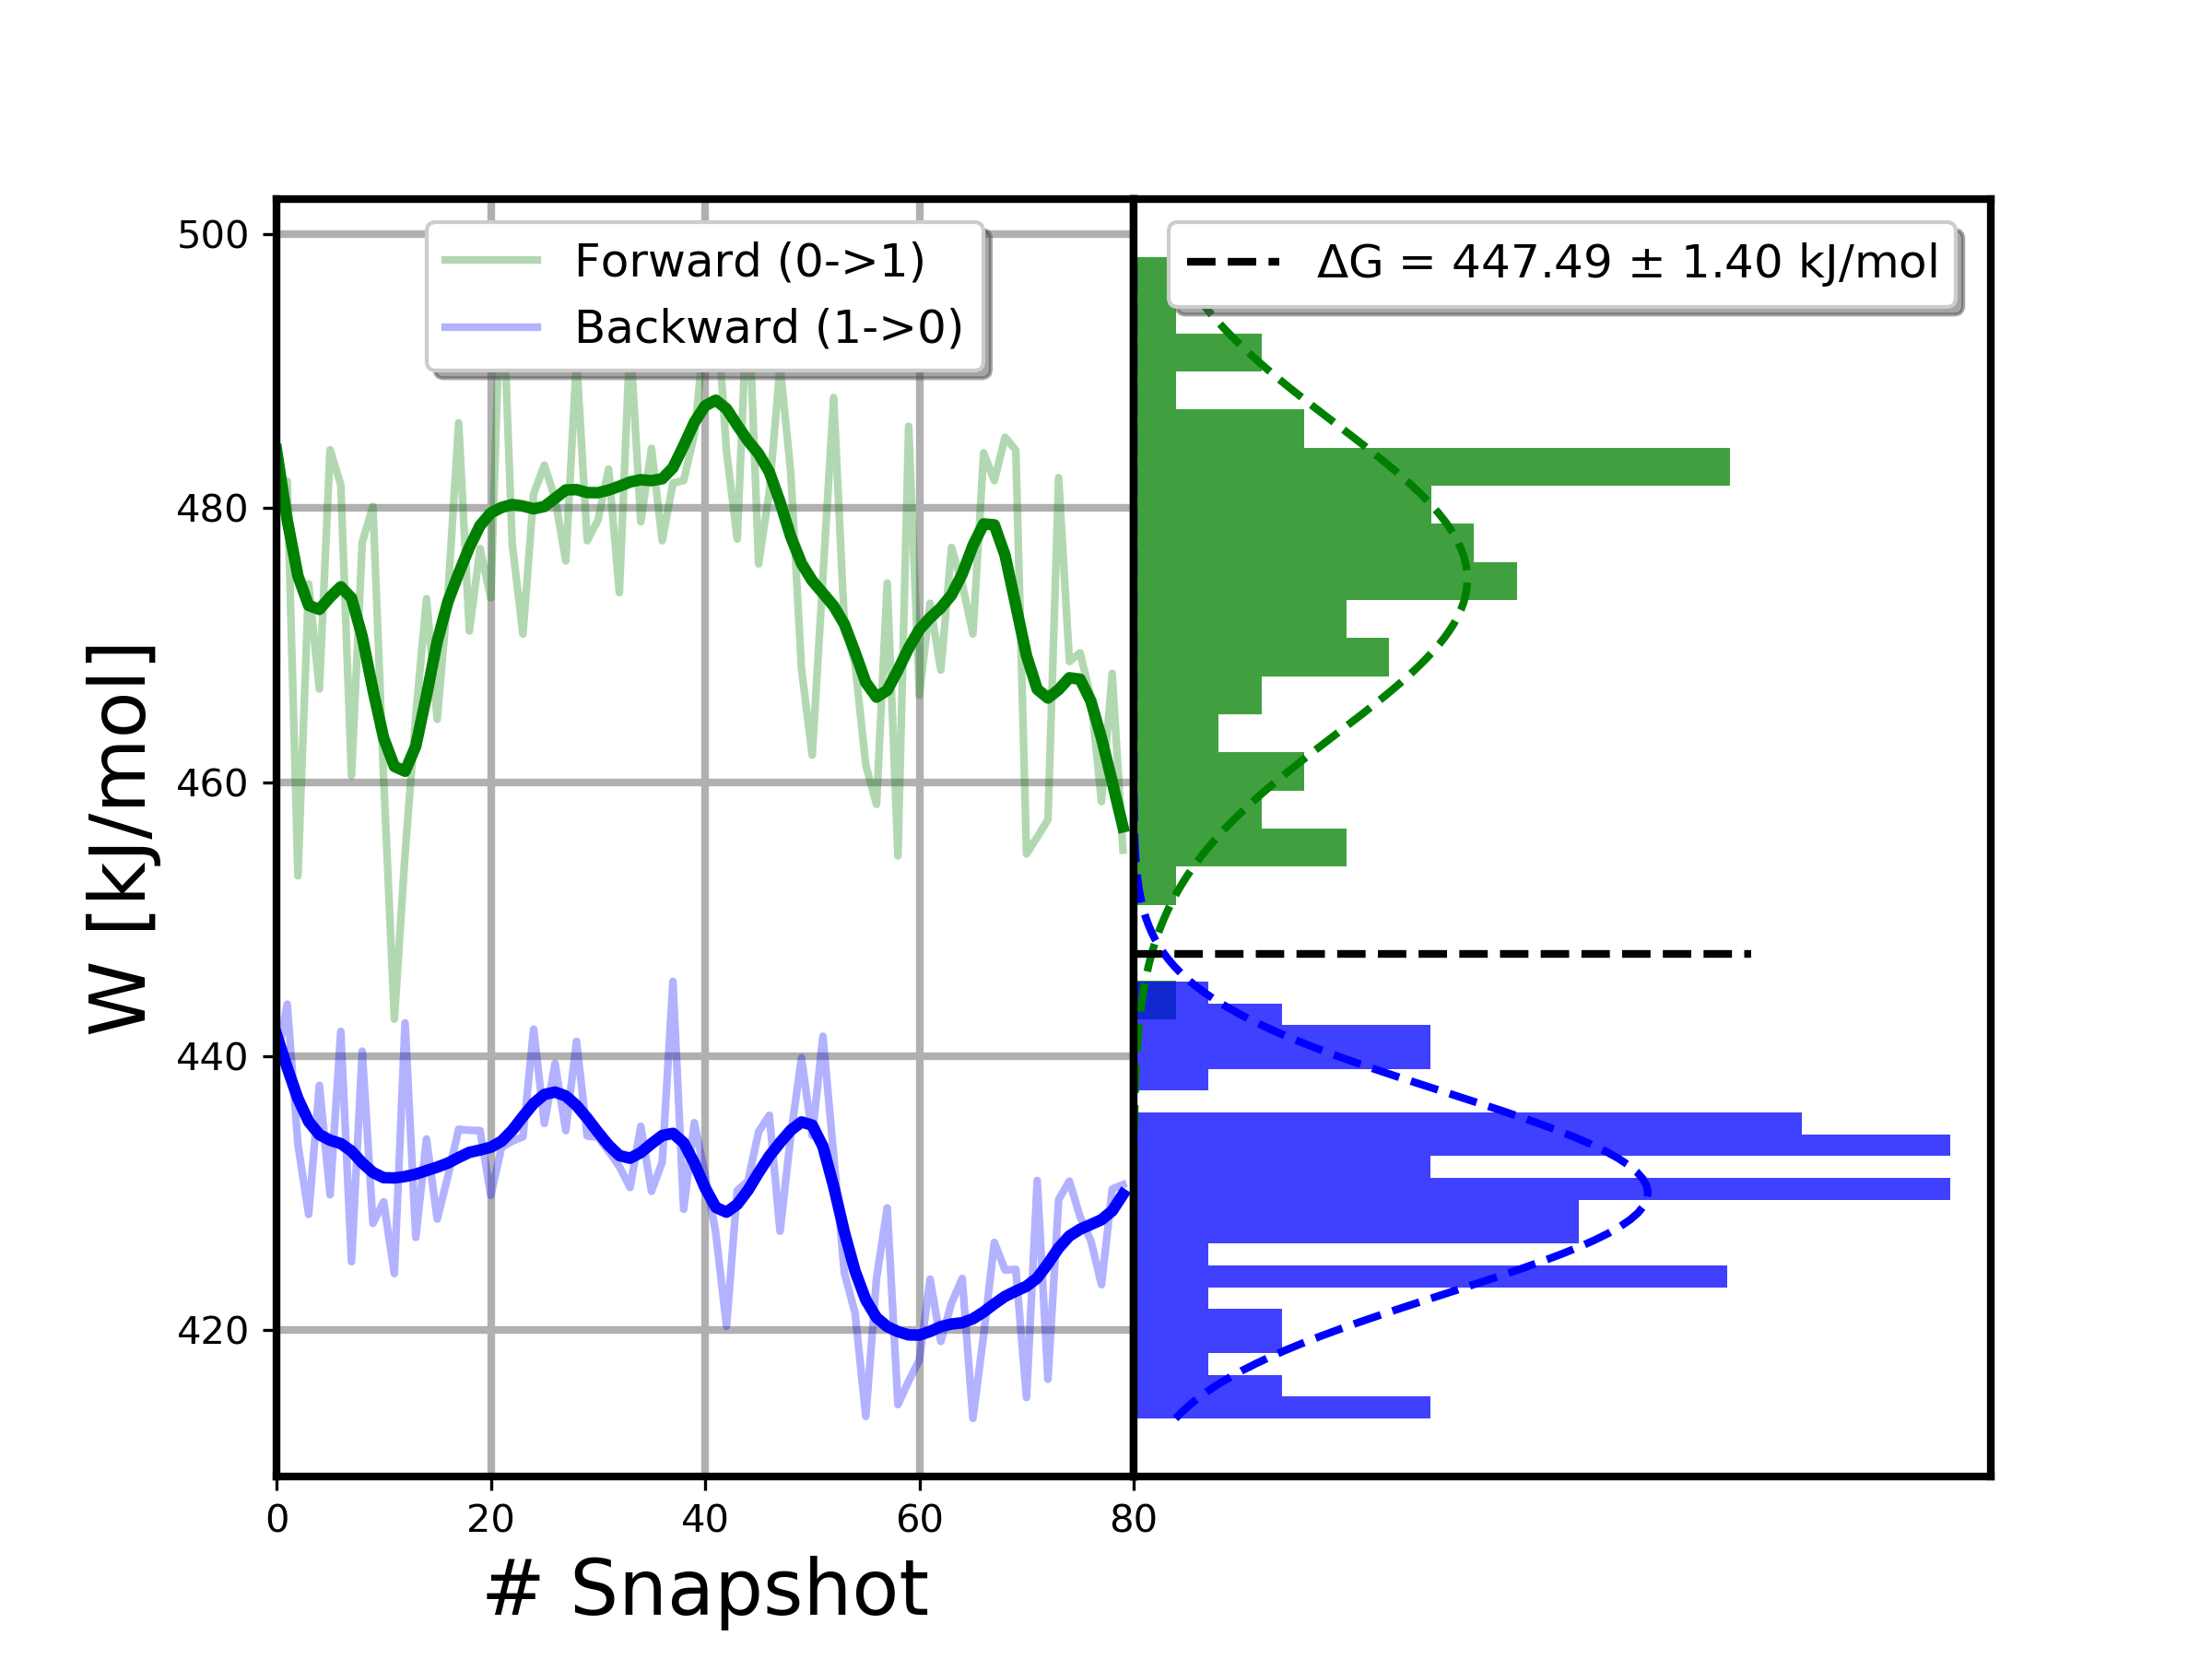 Forward (0->1)
Backward (1->0)
ΔG = 447.49 ± 1.40 kJ/mol
W [kJ/mol]
500
480
460
440
420
0 20 40 60 80
# Snapshot